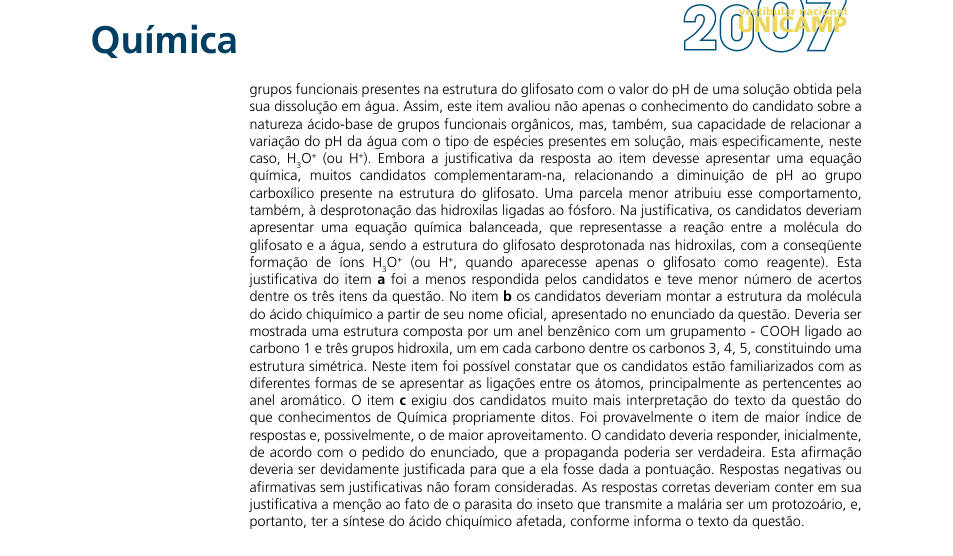 2007
vestibular nacional
UNICAMP
Química
grupos funcionais presentes na estrutura do glifosato com o valor do pH de uma solução obtida pela
sua dissolução em água. Assim, este item avaliou não apenas o conhecimento do candidato sobre a
natureza ácido-base de grupos funcionais orgânicos, mas, também, sua capacidade de relacionar a
variação do pH da água com o tipo de espécies presentes em solução, mais especificamente, neste
caso, H₃O⁺ (ou H⁺). Embora a justificativa da resposta ao item devesse apresentar uma equação
química, muitos candidatos complementaram-na, relacionando a diminuição de pH ao grupo
carboxílico presente na estrutura do glifosato. Uma parcela menor atribuiu esse comportamento,
também, à desprotonação das hidroxilas ligadas ao fósforo. Na justificativa, os candidatos deveriam
apresentar uma equação química balanceada, que representasse a reação entre a molécula do
glifosato e a água, sendo a estrutura do glifosato desprotonada nas hidroxilas, com a conseqüente
formação de íons H₃O⁺ (ou H⁺, quando aparecesse apenas o glifosato como reagente). Esta
justificativa do item a foi a menos respondida pelos candidatos e teve menor número de acertos
dentre os três itens da questão. No item b os candidatos deveriam montar a estrutura da molécula
do ácido chiquímico a partir de seu nome oficial, apresentado no enunciado da questão. Deveria ser
mostrada uma estrutura composta por um anel benzênico com um grupamento - COOH ligado ao
carbono 1 e três grupos hidroxila, um em cada carbono dentre os carbonos 3, 4, 5, constituindo uma
estrutura simétrica. Neste item foi possível constatar que os candidatos estão familiarizados com as
diferentes formas de se apresentar as ligações entre os átomos, principalmente as pertencentes ao
anel aromático. O item c exigiu dos candidatos muito mais interpretação do texto da questão do
que conhecimentos de Química propriamente ditos. Foi provavelmente o item de maior índice de
respostas e, possivelmente, o de maior aproveitamento. O candidato deveria responder, inicialmente,
de acordo com o pedido do enunciado, que a propaganda poderia ser verdadeira. Esta afirmação
deveria ser devidamente justificada para que a ela fosse dada a pontuação. Respostas negativas ou
afirmativas sem justificativas não foram consideradas. As respostas corretas deveriam conter em sua
justificativa a menção ao fato de o parasita do inseto que transmite a malária ser um protozoário, e,
portanto, ter a síntese do ácido chiquímico afetada, conforme informa o texto da questão.